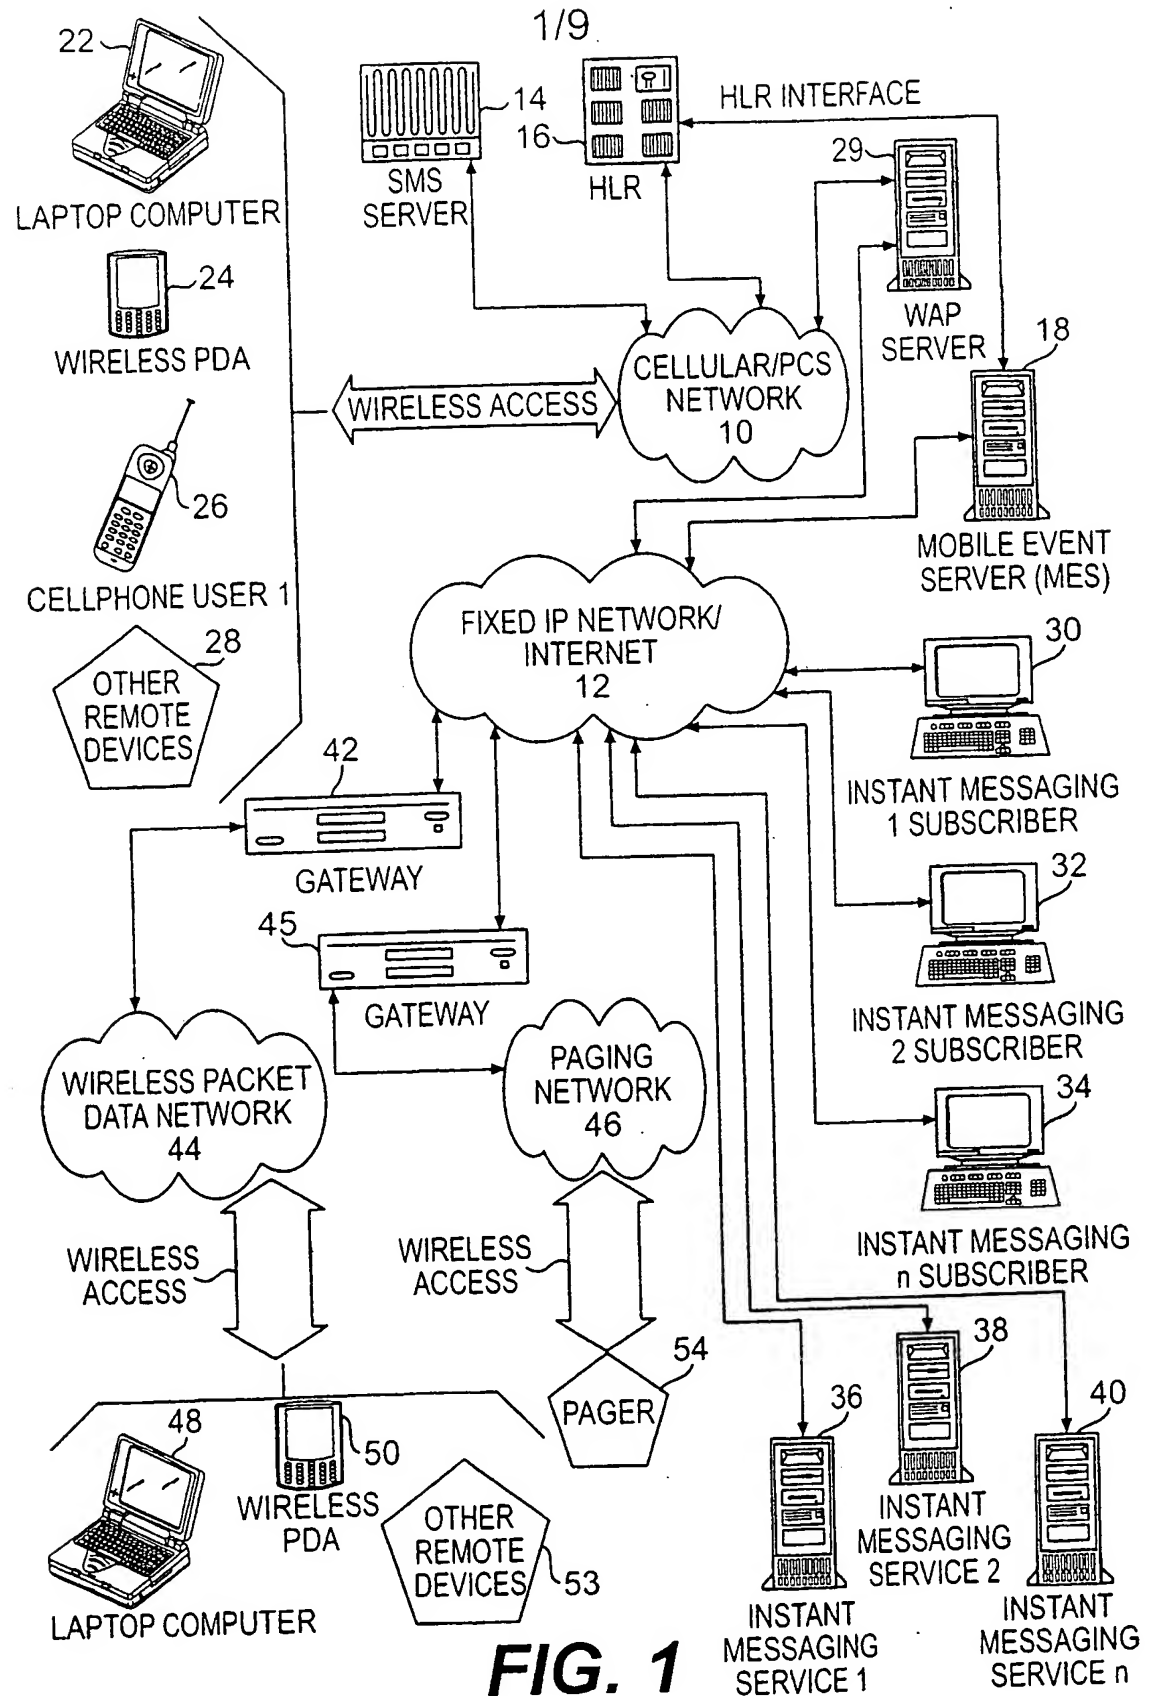 1/9
22
LAPTOP COMPUTER
24
WIRELESS PDA
26
CELLPHONE USER 1
28
OTHER
REMOTE
DEVICES
14
SMS
SERVER
16
HLR
HLR INTERFACE
29
WAP
SERVER
18
MOBILE EVENT
SERVER (MES)
WIRELESS ACCESS
CELLULAR/PCS
NETWORK
10
FIXED IP NETWORK/
INTERNET
12
30
INSTANT MESSAGING
1 SUBSCRIBER
32
INSTANT MESSAGING
2 SUBSCRIBER
34
INSTANT MESSAGING
n SUBSCRIBER
42
GATEWAY
45
GATEWAY
WIRELESS PACKET
DATA NETWORK
44
PAGING
NETWORK
46
WIRELESS
ACCESS
WIRELESS
ACCESS
54
PAGER
48
LAPTOP COMPUTER
50
WIRELESS
PDA
OTHER
REMOTE
DEVICES
53
36
INSTANT
MESSAGING
SERVICE 1
38
INSTANT
MESSAGING
SERVICE 2
40
INSTANT
MESSAGING
SERVICE n
FIG. 1